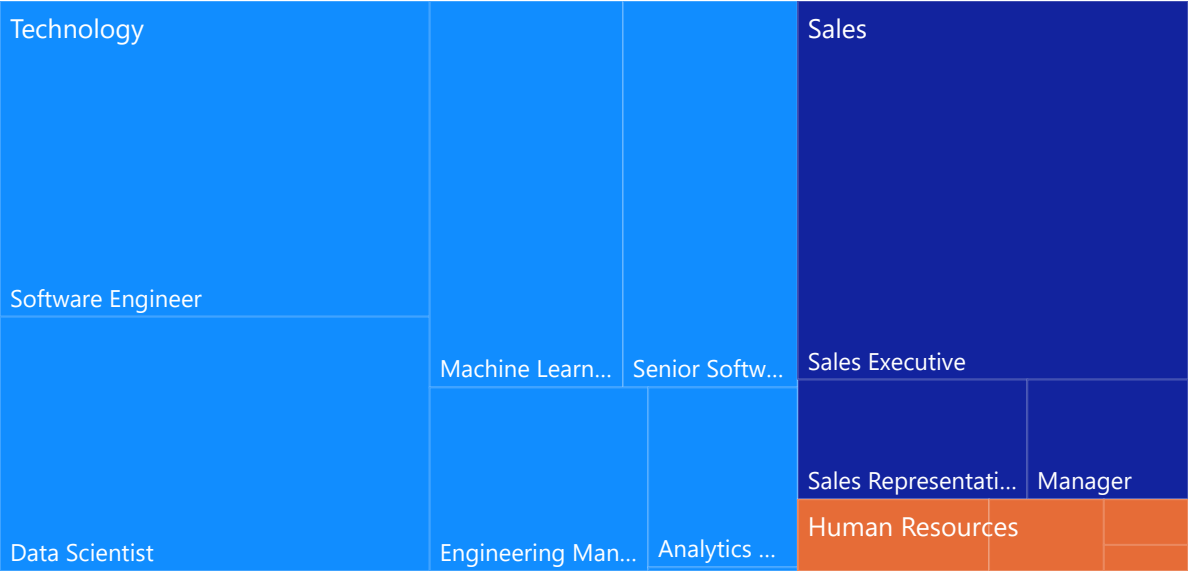 Technology
Software Engineer
Data Scientist
Machine Learn...
Senior Softw...
Engineering Man...
Analytics ...
Sales
Sales Executive
Sales Representati...
Manager
Human Resources